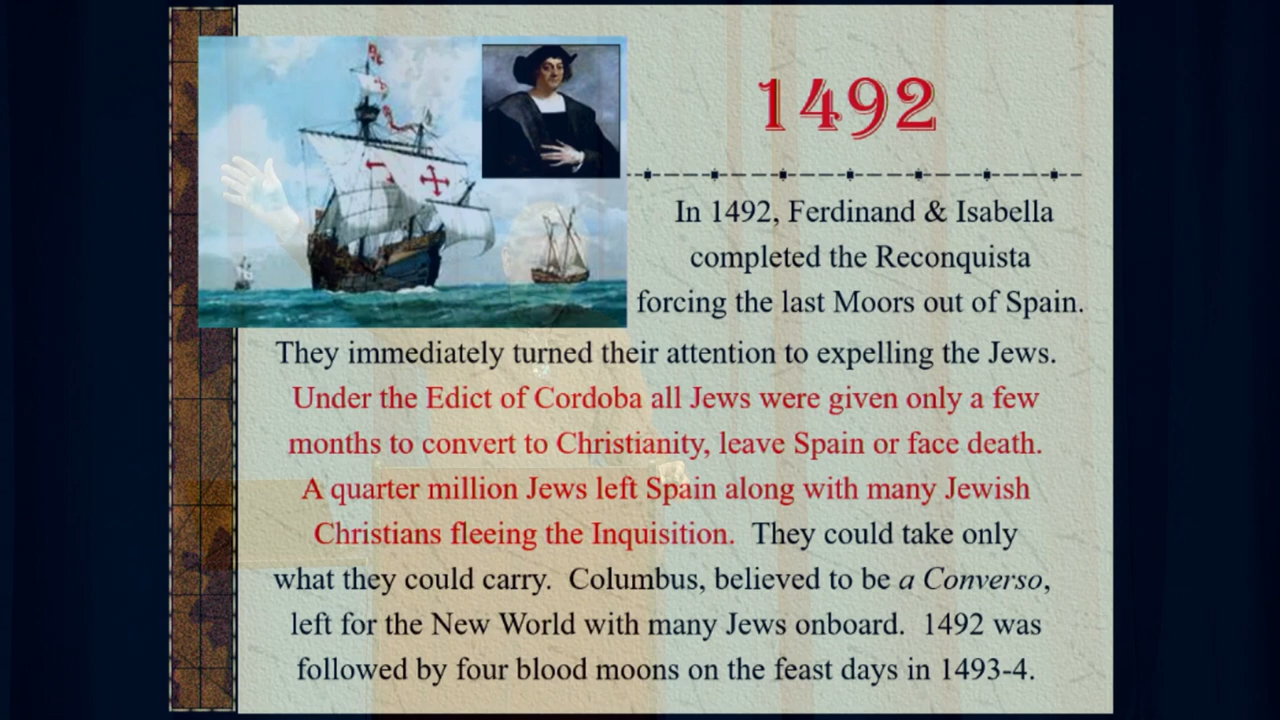 1492
In 1492, Ferdinand & Isabella
completed the Reconquista
forcing the last Moors out of Spain.
They immediately turned their attention to expelling the Jews.
Under the Edict of Cordoba all Jews were given only a few
months to convert to Christianity, leave Spain or face death.
A quarter million Jews left Spain along with many Jewish
Christians fleeing the Inquisition.  They could take only
what they could carry.  Columbus, believed to be a Converso,
left for the New World with many Jews onboard.  1492 was
followed by four blood moons on the feast days in 1493-4.